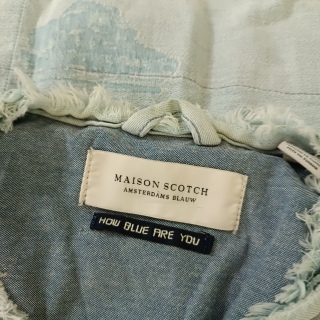 MAISON SCOTCH
AMSTERDAMS BLAUW
HOW BLUE ARE YOU